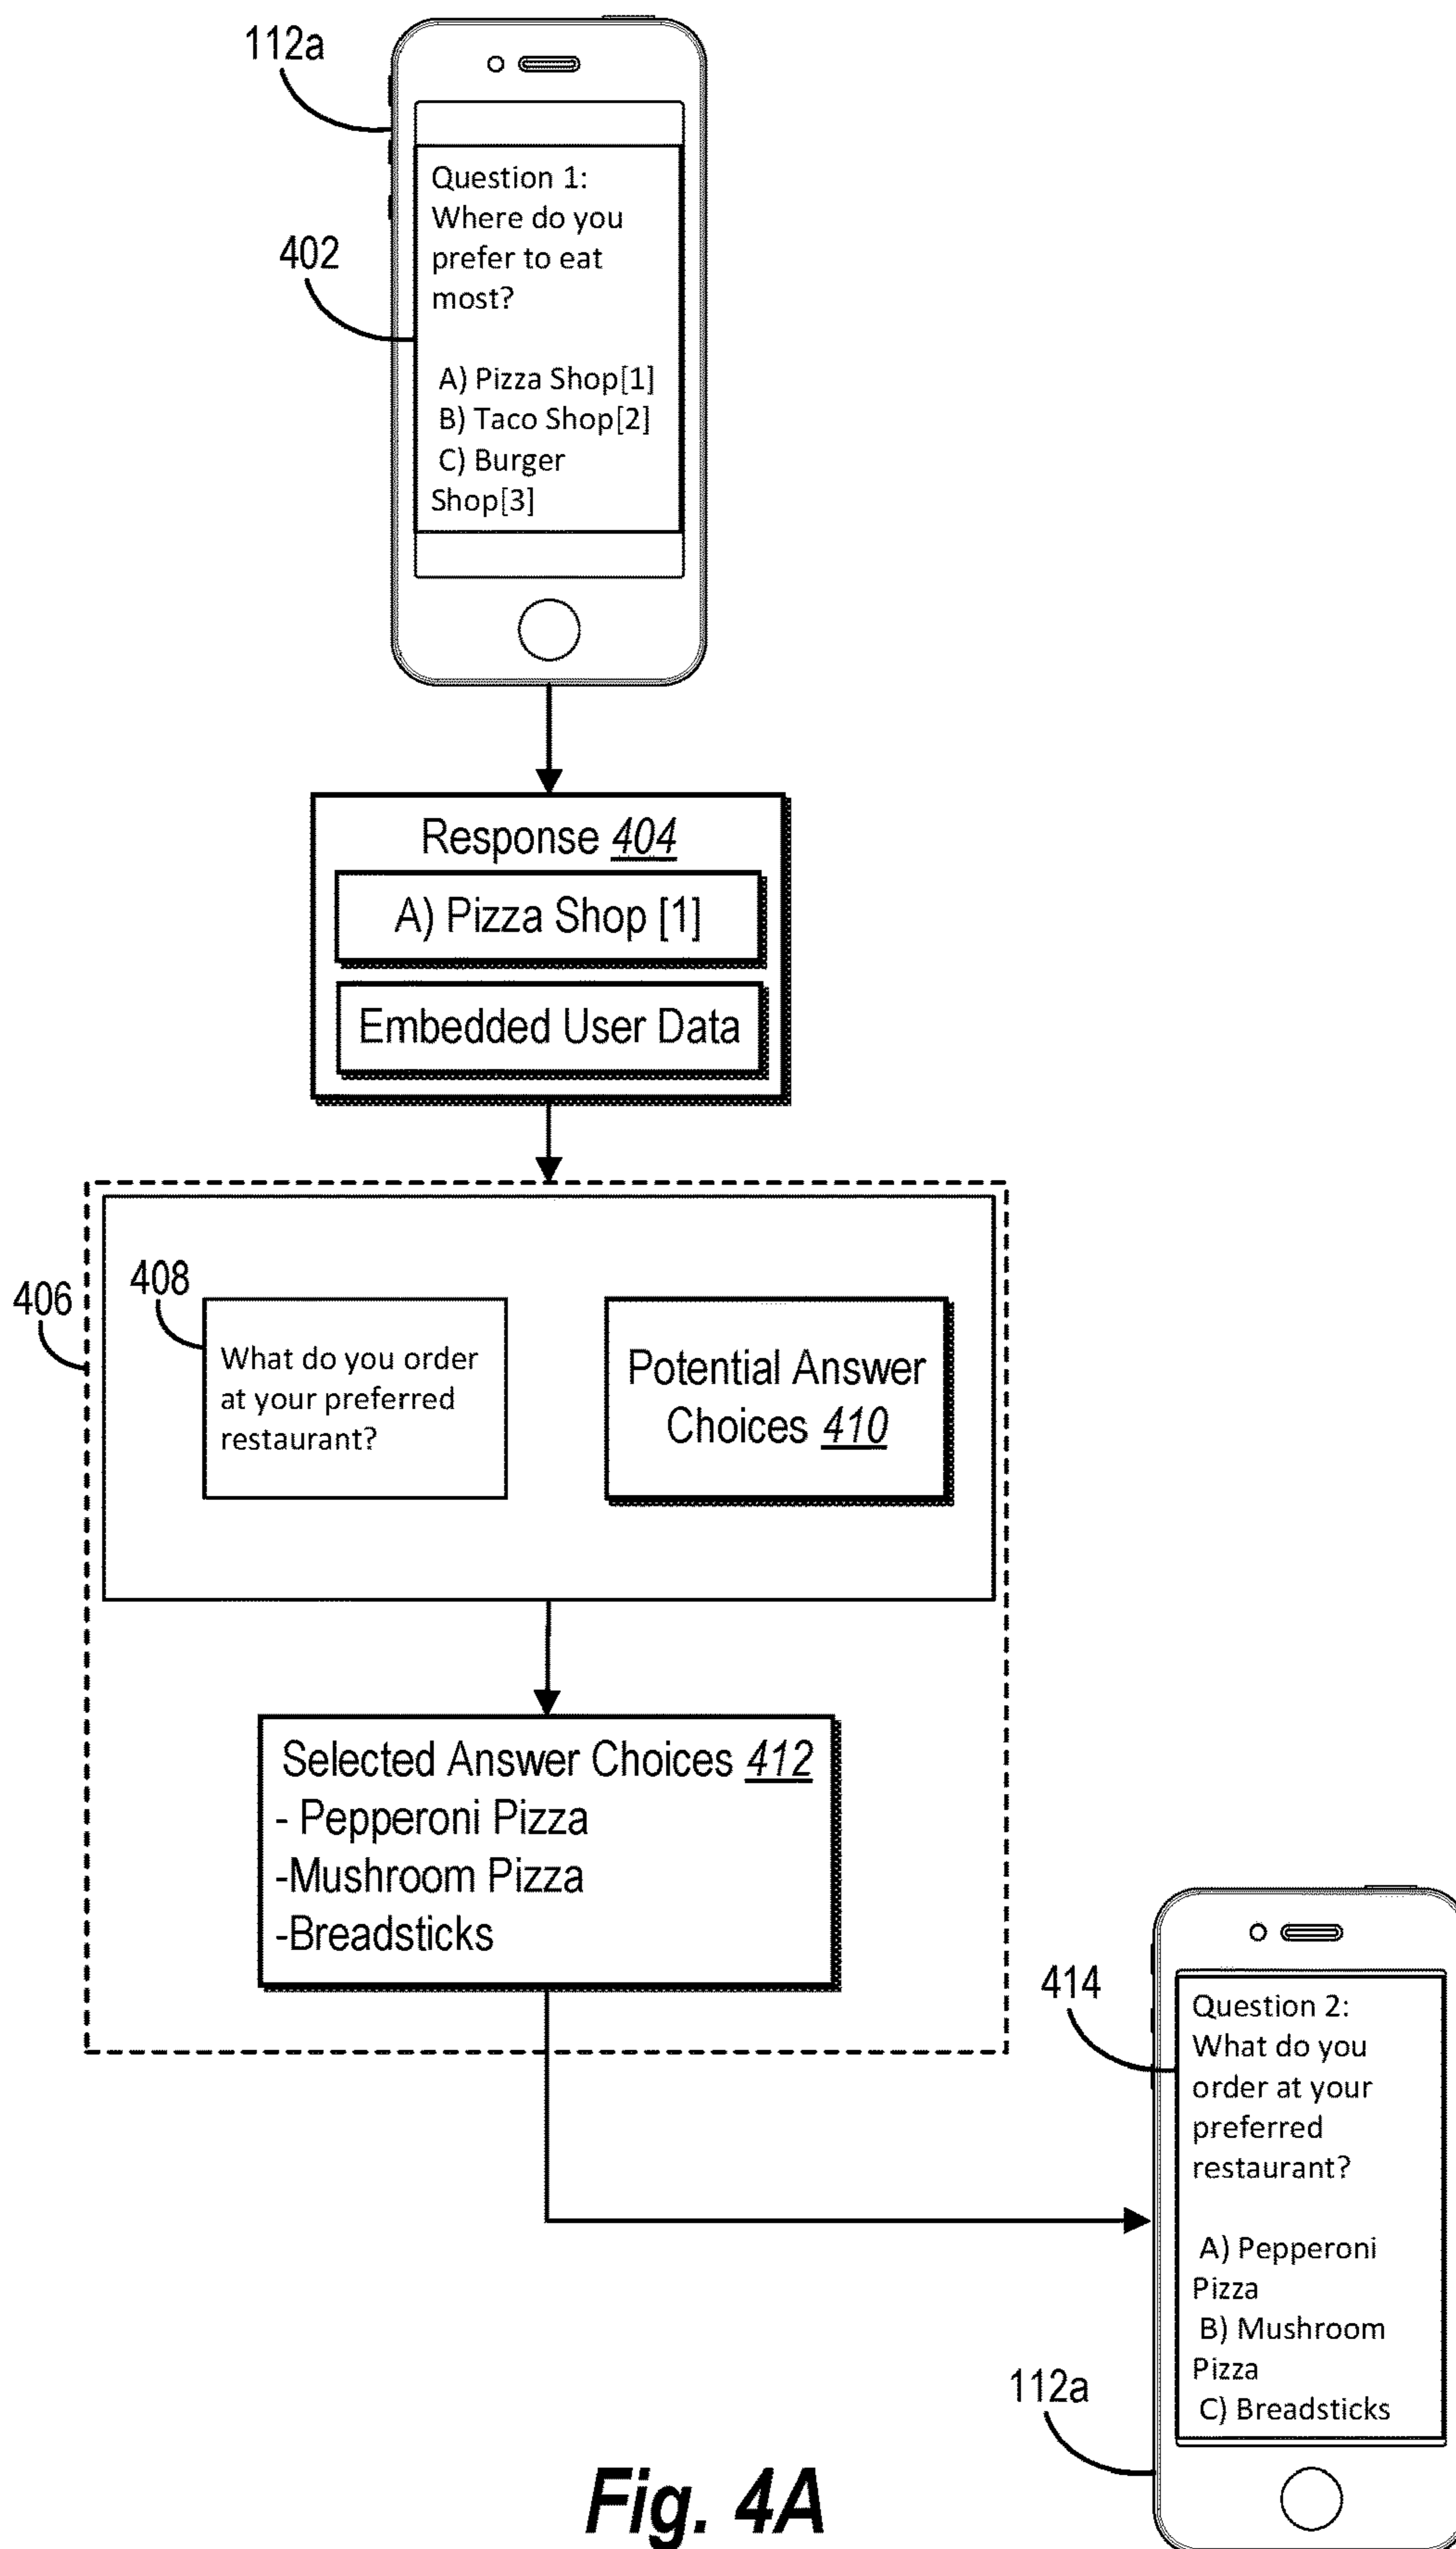 112a
402
Question 1:
Where do you
prefer to eat
most?
A) Pizza Shop[1]
B) Taco Shop[2]
C) Burger
Shop[3]
Response 404
A) Pizza Shop [1]
Embedded User Data
406
408
What do you order
at your preferred
restaurant?
Potential Answer
Choices 410
Selected Answer Choices 412
- Pepperoni Pizza
-Mushroom Pizza
-Breadsticks
414
Question 2:
What do you
order at your
preferred
restaurant?
A) Pepperoni
Pizza
B) Mushroom
Pizza
C) Breadsticks
112a
Fig. 4A